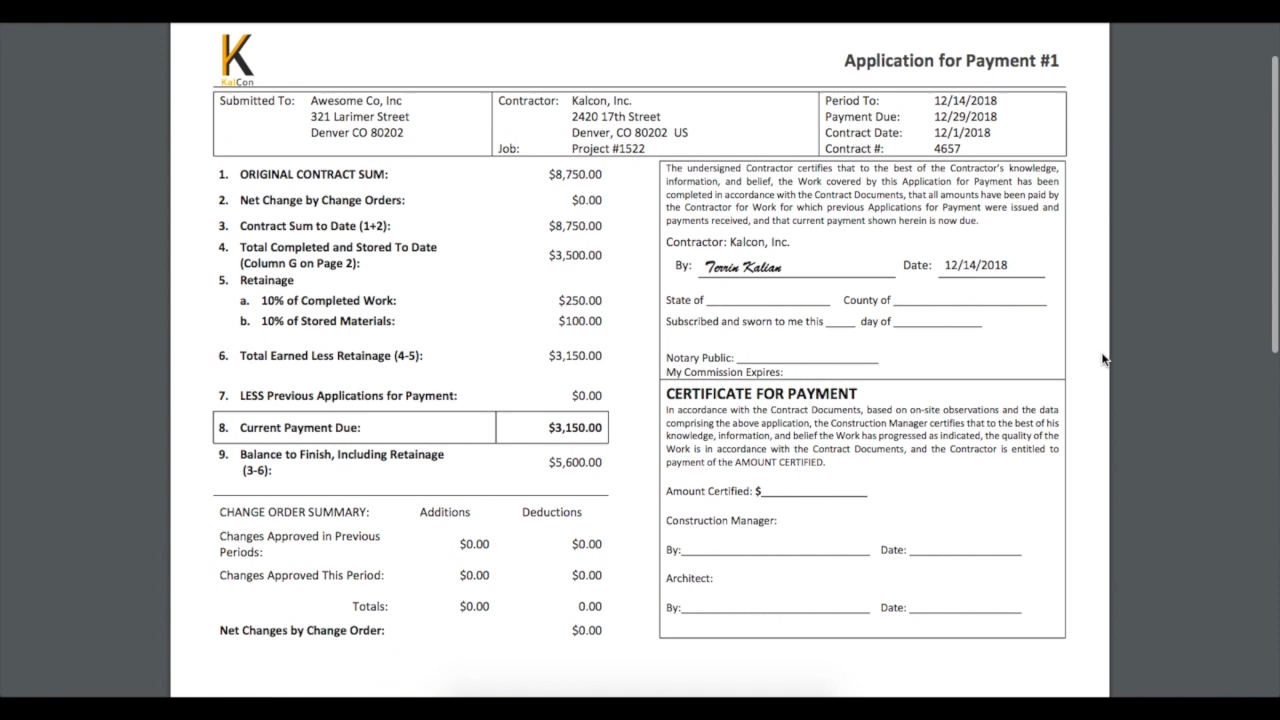 K
KalCon
Application for Payment #1
Submitted To: Awesome Co, Inc
321 Larimer Street
Denver CO 80202
Contractor: Kalcon, Inc.
2420 17th Street
Denver, CO 80202 US
Job: Project #1522
Period To: 12/14/2018
Payment Due: 12/29/2018
Contract Date: 12/1/2018
Contract #: 4657
1. ORIGINAL CONTRACT SUM: $8,750.00
2. Net Change by Change Orders: $0.00
3. Contract Sum to Date (1+2): $8,750.00
4. Total Completed and Stored To Date
(Column G on Page 2): $3,500.00
5. Retainage
a. 10% of Completed Work: $250.00
b. 10% of Stored Materials: $100.00
6. Total Earned Less Retainage (4-5): $3,150.00
7. LESS Previous Applications for Payment: $0.00
8. Current Payment Due: $3,150.00
9. Balance to Finish, Including Retainage
(3-6): $5,600.00
CHANGE ORDER SUMMARY: Additions Deductions
Changes Approved in Previous
Periods: $0.00 $0.00
Changes Approved This Period: $0.00 $0.00
Totals: $0.00 0.00
Net Changes by Change Order: $0.00
The undersigned Contractor certifies that to the best of the Contractor's knowledge,
information, and belief, the Work covered by this Application for Payment has been
completed in accordance with the Contract Documents, that all amounts have been paid by
the Contractor for Work for which previous Applications for Payment were issued and
payments received, and that current payment shown herein is now due.
Contractor: Kalcon, Inc.
By: Terrin Kalian Date: 12/14/2018
State of County of
Subscribed and sworn to me this day of
Notary Public:
My Commission Expires:
CERTIFICATE FOR PAYMENT
In accordance with the Contract Documents, based on on-site observations and the data
comprising the above application, the Construction Manager certifies that to the best of his
knowledge, information, and belief the Work has progressed as indicated, the quality of the
Work is in accordance with the Contract Documents, and the Contractor is entitled to
payment of the AMOUNT CERTIFIED.
Amount Certified: $
Construction Manager:
By: Date:
Architect:
By: Date: